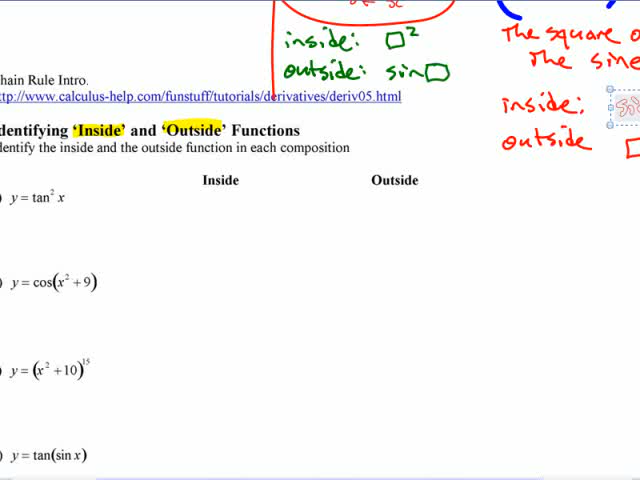 inside: □²
outside: sin□
The square
The sine
inside:
outside □
hain Rule Intro.
ttp://www.calculus-help.com/funstuff/tutorials/derivatives/deriv05.html
dentifying ‘Inside’ and ‘Outside’ Functions
dentify the inside and the outside function in each composition
Inside Outside
) y = tan² x
) y = cos(x² + 9)
) y = (x² + 10)¹⁵
) y = tan(sin x)